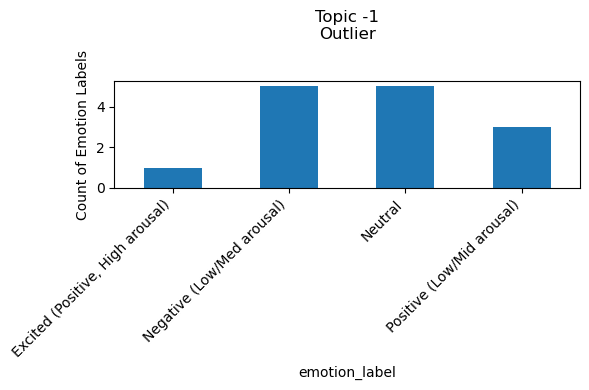 Topic -1
Outlier
Count of Emotion Labels
4
2
0
Excited (Positive, High arousal)
Negative (Low/Med arousal)
Neutral
Positive (Low/Mid arousal)
emotion_label